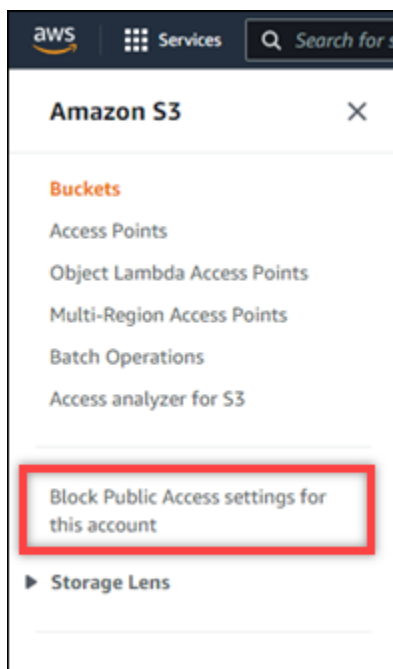 aws Services Search for
Amazon S3
Buckets
Access Points
Object Lambda Access Points
Multi-Region Access Points
Batch Operations
Access analyzer for S3
Block Public Access settings for
this account
Storage Lens